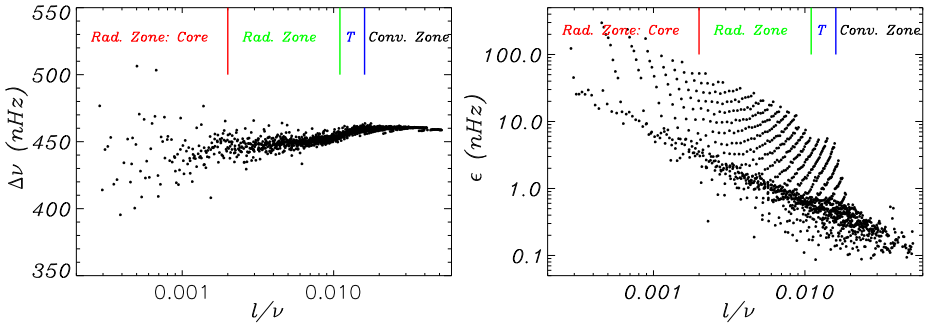 Rad. Zone: Core
Rad. Zone
T
Conv. Zone
550
500
450
400
350
Δν (nHz)
0.001
0.010
l/ν
Rad. Zone: Core
Rad. Zone
T
Conv. Zone
100.0
10.0
1.0
0.1
ϵ (nHz)
0.001
0.010
l/ν